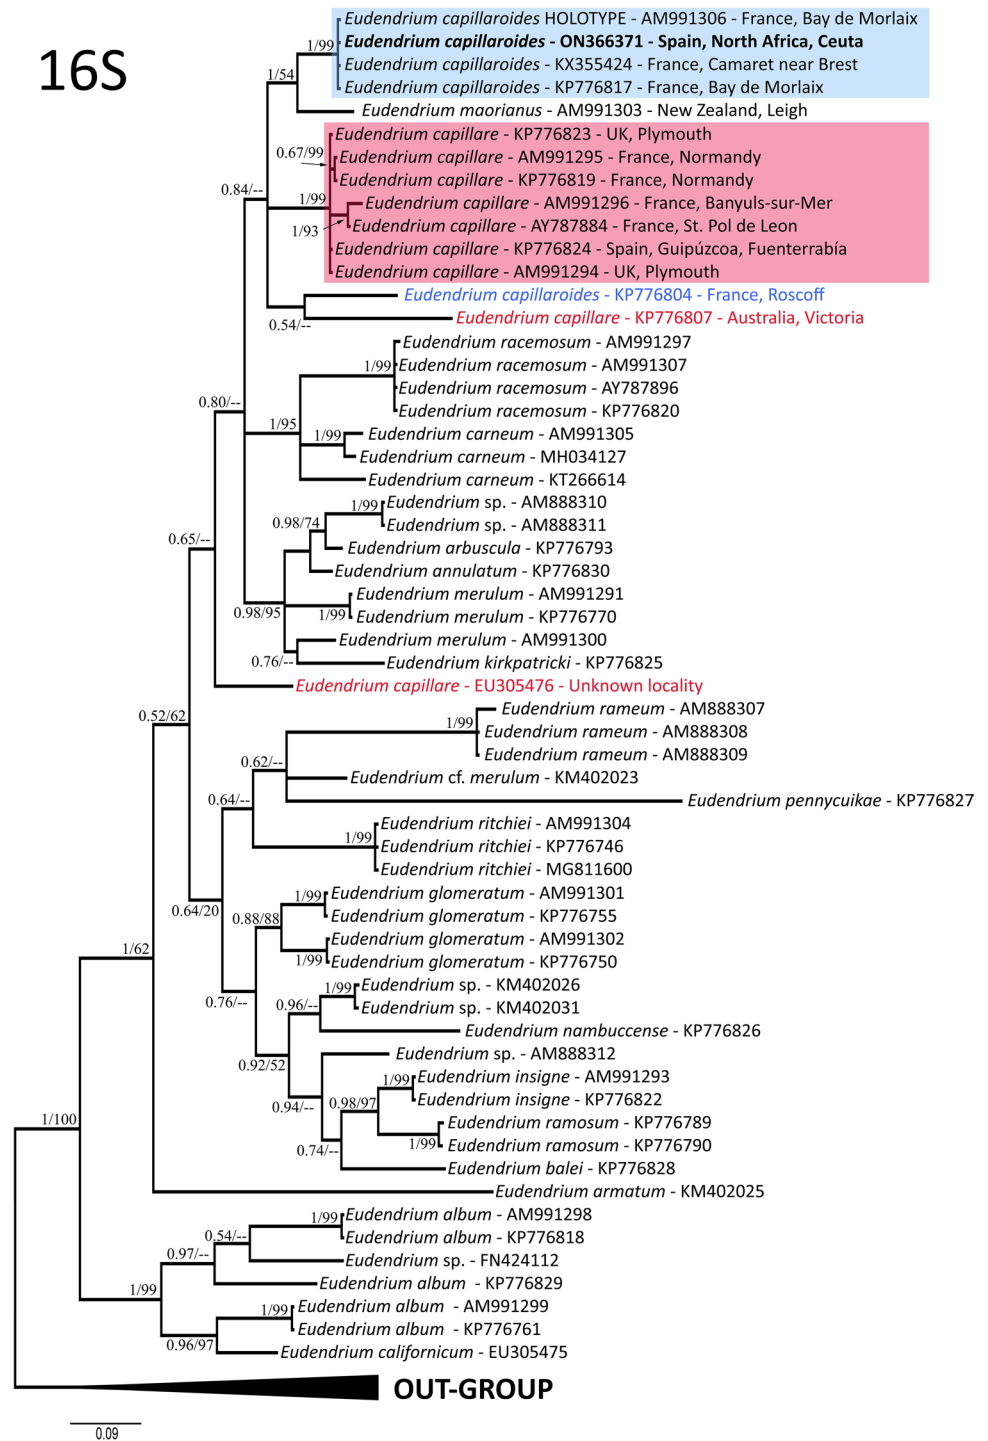 16S
Eudendrium capillaroides HOLOTYPE - AM991306 - France, Bay de Morlaix
1/99
Eudendrium capillaroides - ON366371 - Spain, North Africa, Ceuta
Eudendrium capillaroides - KX355424 - France, Camaret near Brest
1/54
Eudendrium capillaroides - KP776817 - France, Bay de Morlaix
Eudendrium maorianus - AM991303 - New Zealand, Leigh
Eudendrium capillare - KP776823 - UK, Plymouth
0.67/99
Eudendrium capillare - AM991295 - France, Normandy
Eudendrium capillare - KP776819 - France, Normandy
0.84/--
1/99
Eudendrium capillare - AM991296 - France, Banyuls-sur-Mer
1/93
Eudendrium capillare - AY787884 - France, St. Pol de Leon
Eudendrium capillare - KP776824 - Spain, Guipúzcoa, Fuenterrabía
Eudendrium capillare - AM991294 - UK, Plymouth
Eudendrium capillaroides - KP776804 - France, Roscoff
0.54/--
Eudendrium capillare - KP776807 - Australia, Victoria
Eudendrium racemosum - AM991297
1/99
Eudendrium racemosum - AM991307
Eudendrium racemosum - AY787896
0.80/--
Eudendrium racemosum - KP776820
1/95
1/99
Eudendrium carneum - AM991305
Eudendrium carneum - MH034127
Eudendrium carneum - KT266614
1/99
Eudendrium sp. - AM888310
0.98/74
Eudendrium sp. - AM888311
0.65/--
Eudendrium arbuscula - KP776793
Eudendrium annulatum - KP776830
Eudendrium merulum - AM991291
0.98/95
1/99
Eudendrium merulum - KP776770
Eudendrium merulum - AM991300
0.76/--
Eudendrium kirkpatricki - KP776825
Eudendrium capillare - EU305476 - Unknown locality
0.52/62
Eudendrium rameum - AM888307
1/99
Eudendrium rameum - AM888308
Eudendrium rameum - AM888309
0.62/--
Eudendrium cf. merulum - KM402023
0.64/--
Eudendrium pennycuikae - KP776827
Eudendrium ritchiei - AM991304
1/99
Eudendrium ritchiei - KP776746
Eudendrium ritchiei - MG811600
1/99
Eudendrium glomeratum - AM991301
0.64/20
0.88/88
Eudendrium glomeratum - KP776755
Eudendrium glomeratum - AM991302
1/62
1/99
Eudendrium glomeratum - KP776750
1/99
Eudendrium sp. - KM402026
0.76/--
0.96/--
Eudendrium sp. - KM402031
Eudendrium nambuccense - KP776826
Eudendrium sp. - AM888312
0.92/52
1/99
Eudendrium insigne - AM991293
0.94/--
0.98/97
Eudendrium insigne - KP776822
1/100
Eudendrium ramosum - KP776789
0.74/--
1/99
Eudendrium ramosum - KP776790
Eudendrium balei - KP776828
Eudendrium armatum - KM402025
1/99
Eudendrium album - AM991298
0.54/--
Eudendrium album - KP776818
0.97/--
Eudendrium sp. - FN424112
1/99
Eudendrium album - KP776829
1/99
Eudendrium album - AM991299
Eudendrium album - KP776761
0.96/97
Eudendrium californicum - EU305475
OUT-GROUP
0.09